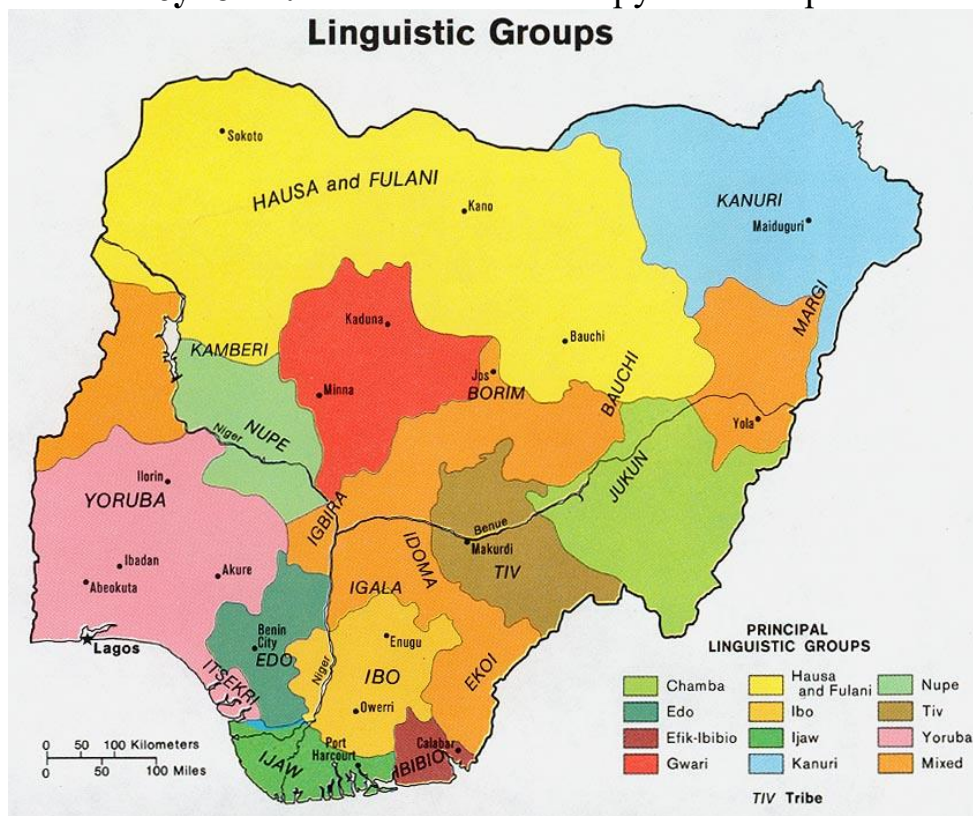 Linguistic Groups
Sokoto
HAUSA and FULANI
Kano
KANURI
Maiduguri
MARGI
Kaduna
KAMBERI
Bauchi
BAUCHI
Jos
BORIM
Minna
Yola
Niger
NUPE
Ilorin
YORUBA
JUKUN
IGBIRA
Benue
IDOMA
Makurdi
TIV
Ibadan
Abeokuta
Akure
IGALA
Benin
City
EDO
Enugu
Lagos
ITSEKRI
Niger
IBO
EKOI
Owerri
Port
Harcourt
Calabar
IJAW
IBIBIO
0 50 100 Kilometers
0 50 100 Miles
PRINCIPAL
LINGUISTIC GROUPS
Chamba
Edo
Efik-Ibibio
Gwari
Hausa
and Fulani
Ibo
Ijaw
Kanuri
Nupe
Tiv
Yoruba
Mixed
TIV Tribe